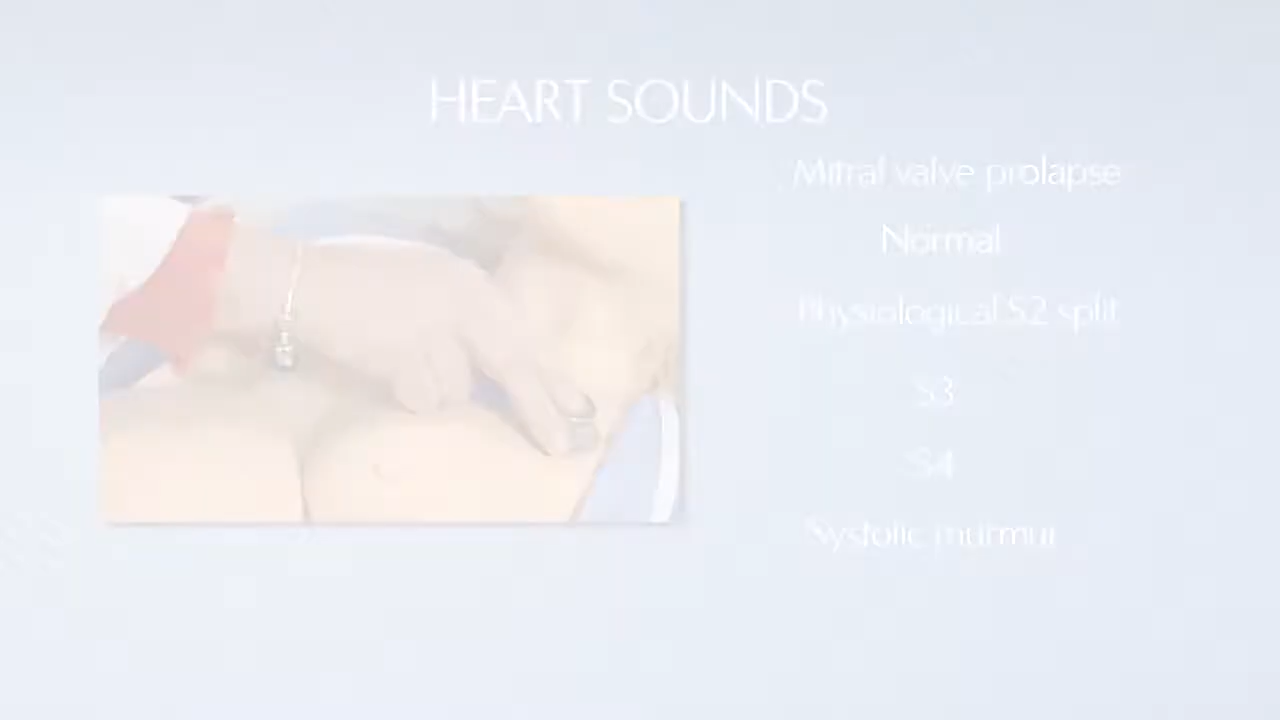 HEART SOUNDS
Mitral valve prolapse
Normal
Physiological S2 split
S3
S4
Systolic murmur